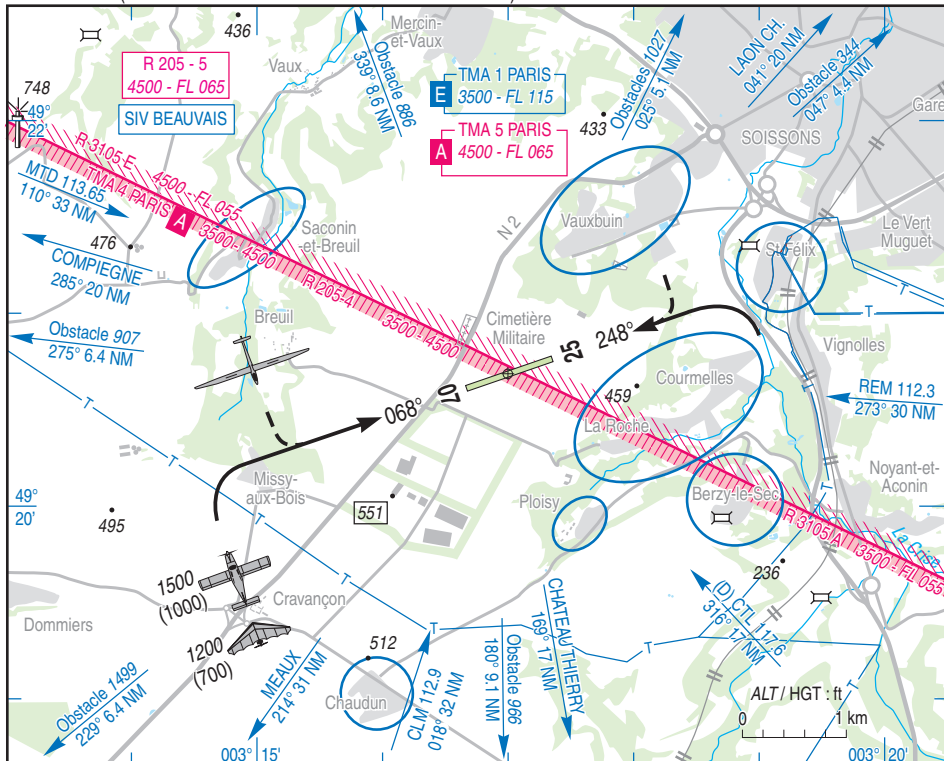 436
Mercin-
et-Vaux
Vaux
R 205 - 5
4500 - FL 065
SIV BEAUVAIS
748
49°
22'
Obstacle 886
339° 8.6 NM
TMA 1 PARIS
E
3500 - FL 115
TMA 5 PARIS
A
4500 - FL 065
433
Obstacles 1027
025° 5.1 NM
LAON CH.
041° 20 NM
Obstacle 344
047° 4.4 NM
SOISSONS
Gare
R 3105 E 4500 - FL 055
TMA 4 PARIS
A
3500 - 4500
R 205-4
3500 - 4500
MTD 113.65
110° 33 NM
476
COMPIEGNE
285° 20 NM
Saconin
-et-Breuil
N 2
Vauxbuin
St Félix
Le Vert
Muguet
Obstacle 907
275° 6.4 NM
Breuil
Cimetière
Militaire
25
248°
Vignolles
T
T
T
459
Courmelles
07
068°
La Roche
REM 112.3
273° 30 NM
Missy-
aux-Bois
551
Ploisy
Berzy-le-Sec
Noyant-et-
Aconin
49°
20'
495
T
T
R 3105 A 3500 - FL 055
La Crise
236
1500
(1000)
Cravançon
Dommiers
1200
(700)
(D) CTL 117.6
316° 17 NM
T
T
T
512
Chaudun
MEAUX
214° 31 NM
CLM 112.9
018° 32 NM
Obstacle 966
180° 9.1 NM
CHATEAU THIERRY
169° 17 NM
Obstacle 1499
229° 6.4 NM
ALT / HGT : ft
0 1 km
003° 15'
003° 20'